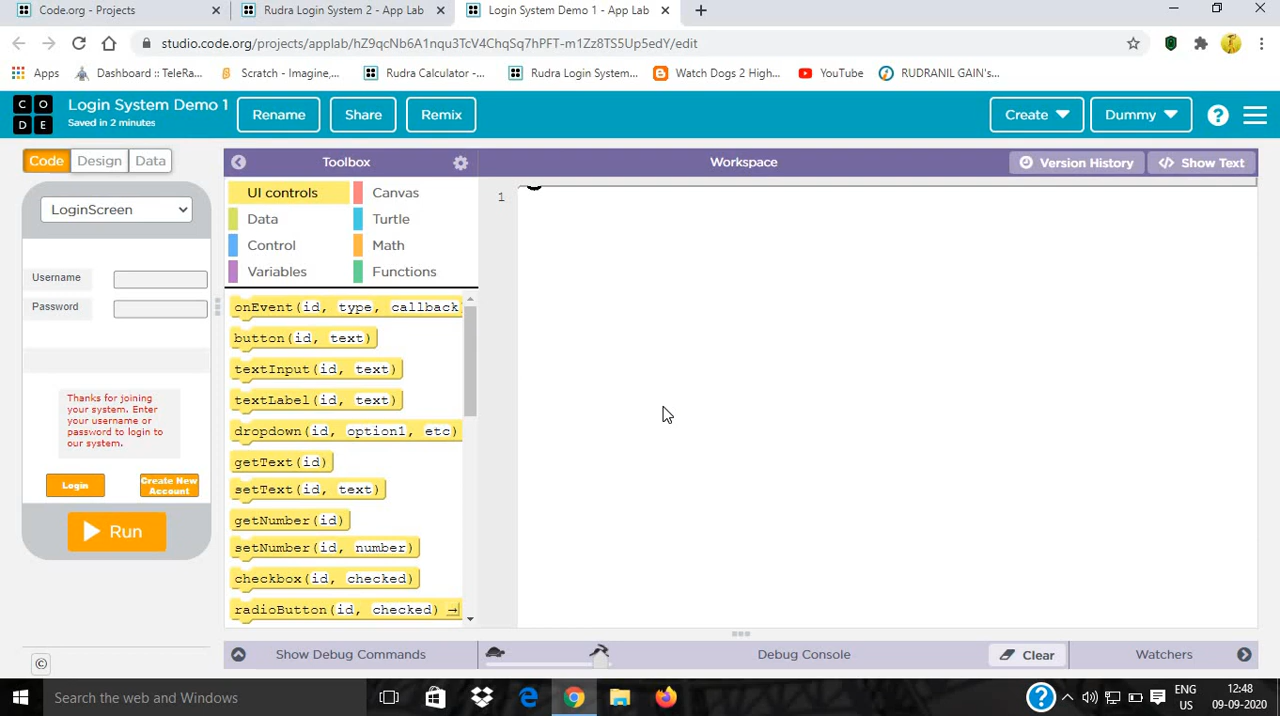 Code.org - Projects
Rudra Login System 2 - App Lab
Login System Demo 1 - App Lab
studio.code.org/projects/applab/hZ9qcNb6A1nqu3TcV4ChqSq7hPFT-m1Zz8TS5Up5edY/edit
Apps
Dashboard :: TeleRa...
Scratch - Imagine,...
Rudra Calculator -...
Rudra Login System...
Watch Dogs 2 High...
YouTube
RUDRANIL GAIN's...
CODE
Login System Demo 1
Saved in 2 minutes
Rename
Share
Remix
Create
Dummy
?
Code
Design
Data
Toolbox
Workspace
Version History
</> Show Text
LoginScreen
Username
Password
Thanks for joining
your system. Enter
your username or
password to login to
our system.
Login
Create New
Account
Run
©
UI controls
Canvas
Data
Turtle
Control
Math
Variables
Functions
onEvent(id, type, callback
button(id, text)
textInput(id, text)
textLabel(id, text)
dropdown(id, option1, etc)
getText(id)
setText(id, text)
getNumber(id)
setNumber(id, number)
checkbox(id, checked)
radioButton(id, checked)
1
Show Debug Commands
Debug Console
Clear
Watchers
Search the web and Windows
?
ENG
US
12:48
09-09-2020